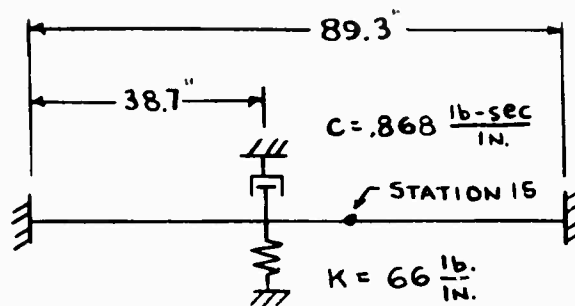 89.3"
38.7"
C = .868 lb-sec/IN.
STATION 15
K = 66 lb./IN.